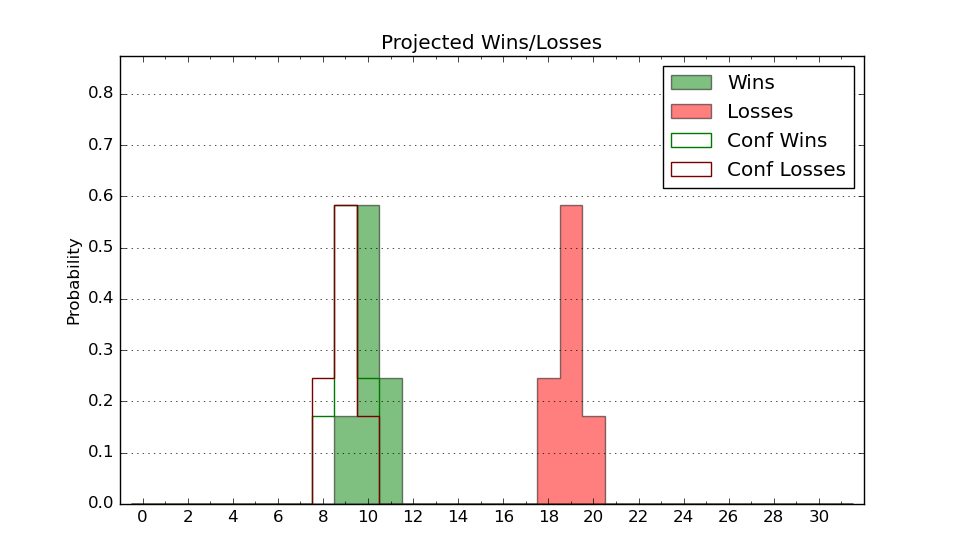 Projected Wins/Losses
Wins
Losses
Conf Wins
Conf Losses
Probability
0.8
0.7
0.6
0.5
0.4
0.3
0.2
0.1
0.0
0 2 4 6 8 10 12 14 16 18 20 22 24 26 28 30